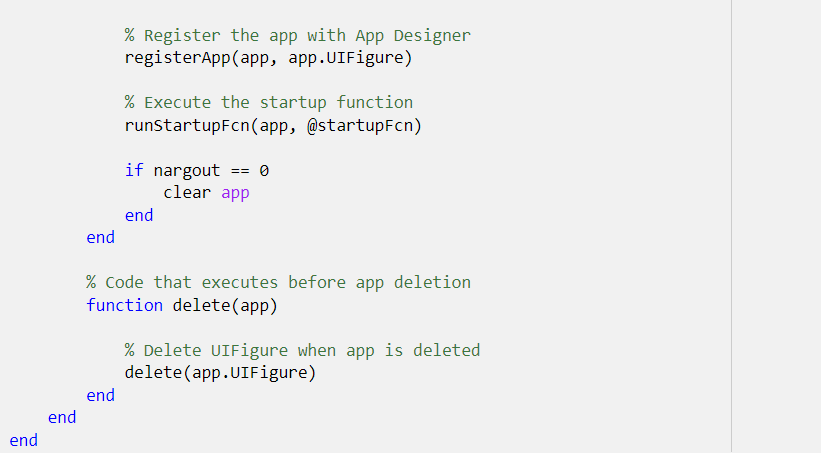 % Register the app with App Designer
registerApp(app, app.UIFigure)
% Execute the startup function
runStartupFcn(app, @startupFcn)
if nargout == 0
clear app
end
end
% Code that executes before app deletion
function delete(app)
% Delete UIFigure when app is deleted
delete(app.UIFigure)
end
end
end